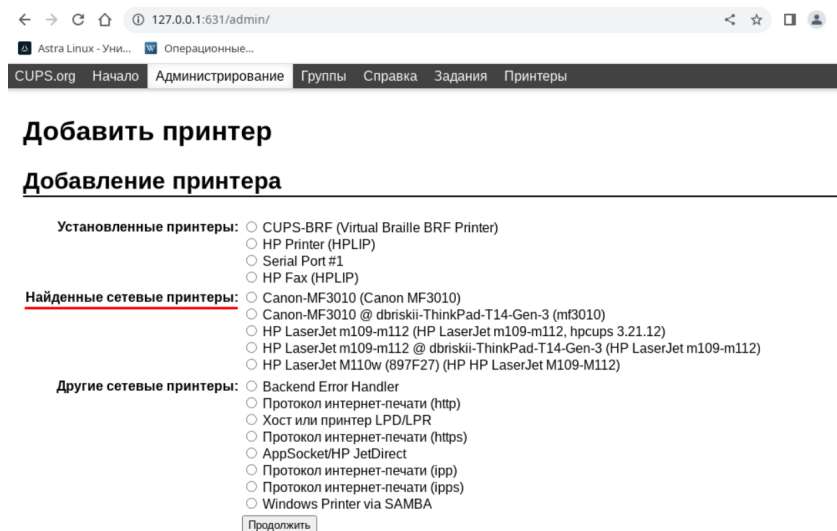 127.0.0.1:631/admin/
Astra Linux - Уни... Операционные...
CUPS.org Начало Администрирование Группы Справка Задания Принтеры
Добавить принтер
Добавление принтера
Установленные принтеры: CUPS-BRF (Virtual Braille BRF Printer)
HP Printer (HPLIP)
Serial Port #1
HP Fax (HPLIP)
Найденные сетевые принтеры: Canon-MF3010 (Canon MF3010)
Canon-MF3010 @ dbriskii-ThinkPad-T14-Gen-3 (mf3010)
HP LaserJet m109-m112 (HP LaserJet m109-m112, hpcups 3.21.12)
HP LaserJet m109-m112 @ dbriskii-ThinkPad-T14-Gen-3 (HP LaserJet m109-m112)
HP LaserJet M110w (897F27) (HP HP LaserJet M109-M112)
Другие сетевые принтеры: Backend Error Handler
Протокол интернет-печати (http)
Хост или принтер LPD/LPR
Протокол интернет-печати (https)
AppSocket/HP JetDirect
Протокол интернет-печати (ipp)
Протокол интернет-печати (ipps)
Windows Printer via SAMBA
Продолжить